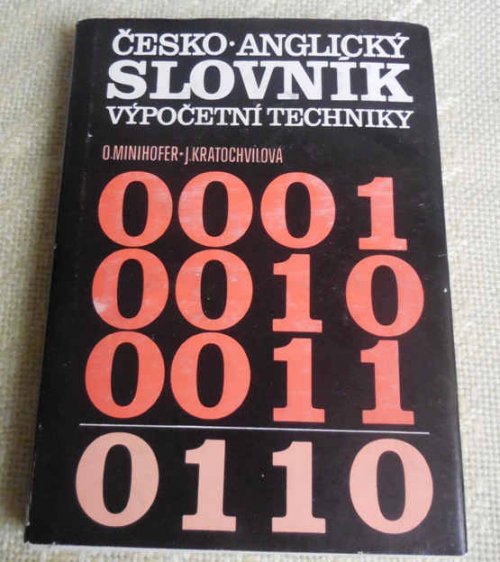 ČESKO·ANGLICKÝ
SLOVNÍK
VÝPOČETNÍ TECHNIKY
O.MINIHOFER·J.KRATOCHVÍLOVÁ
0001
0010
0011
0110